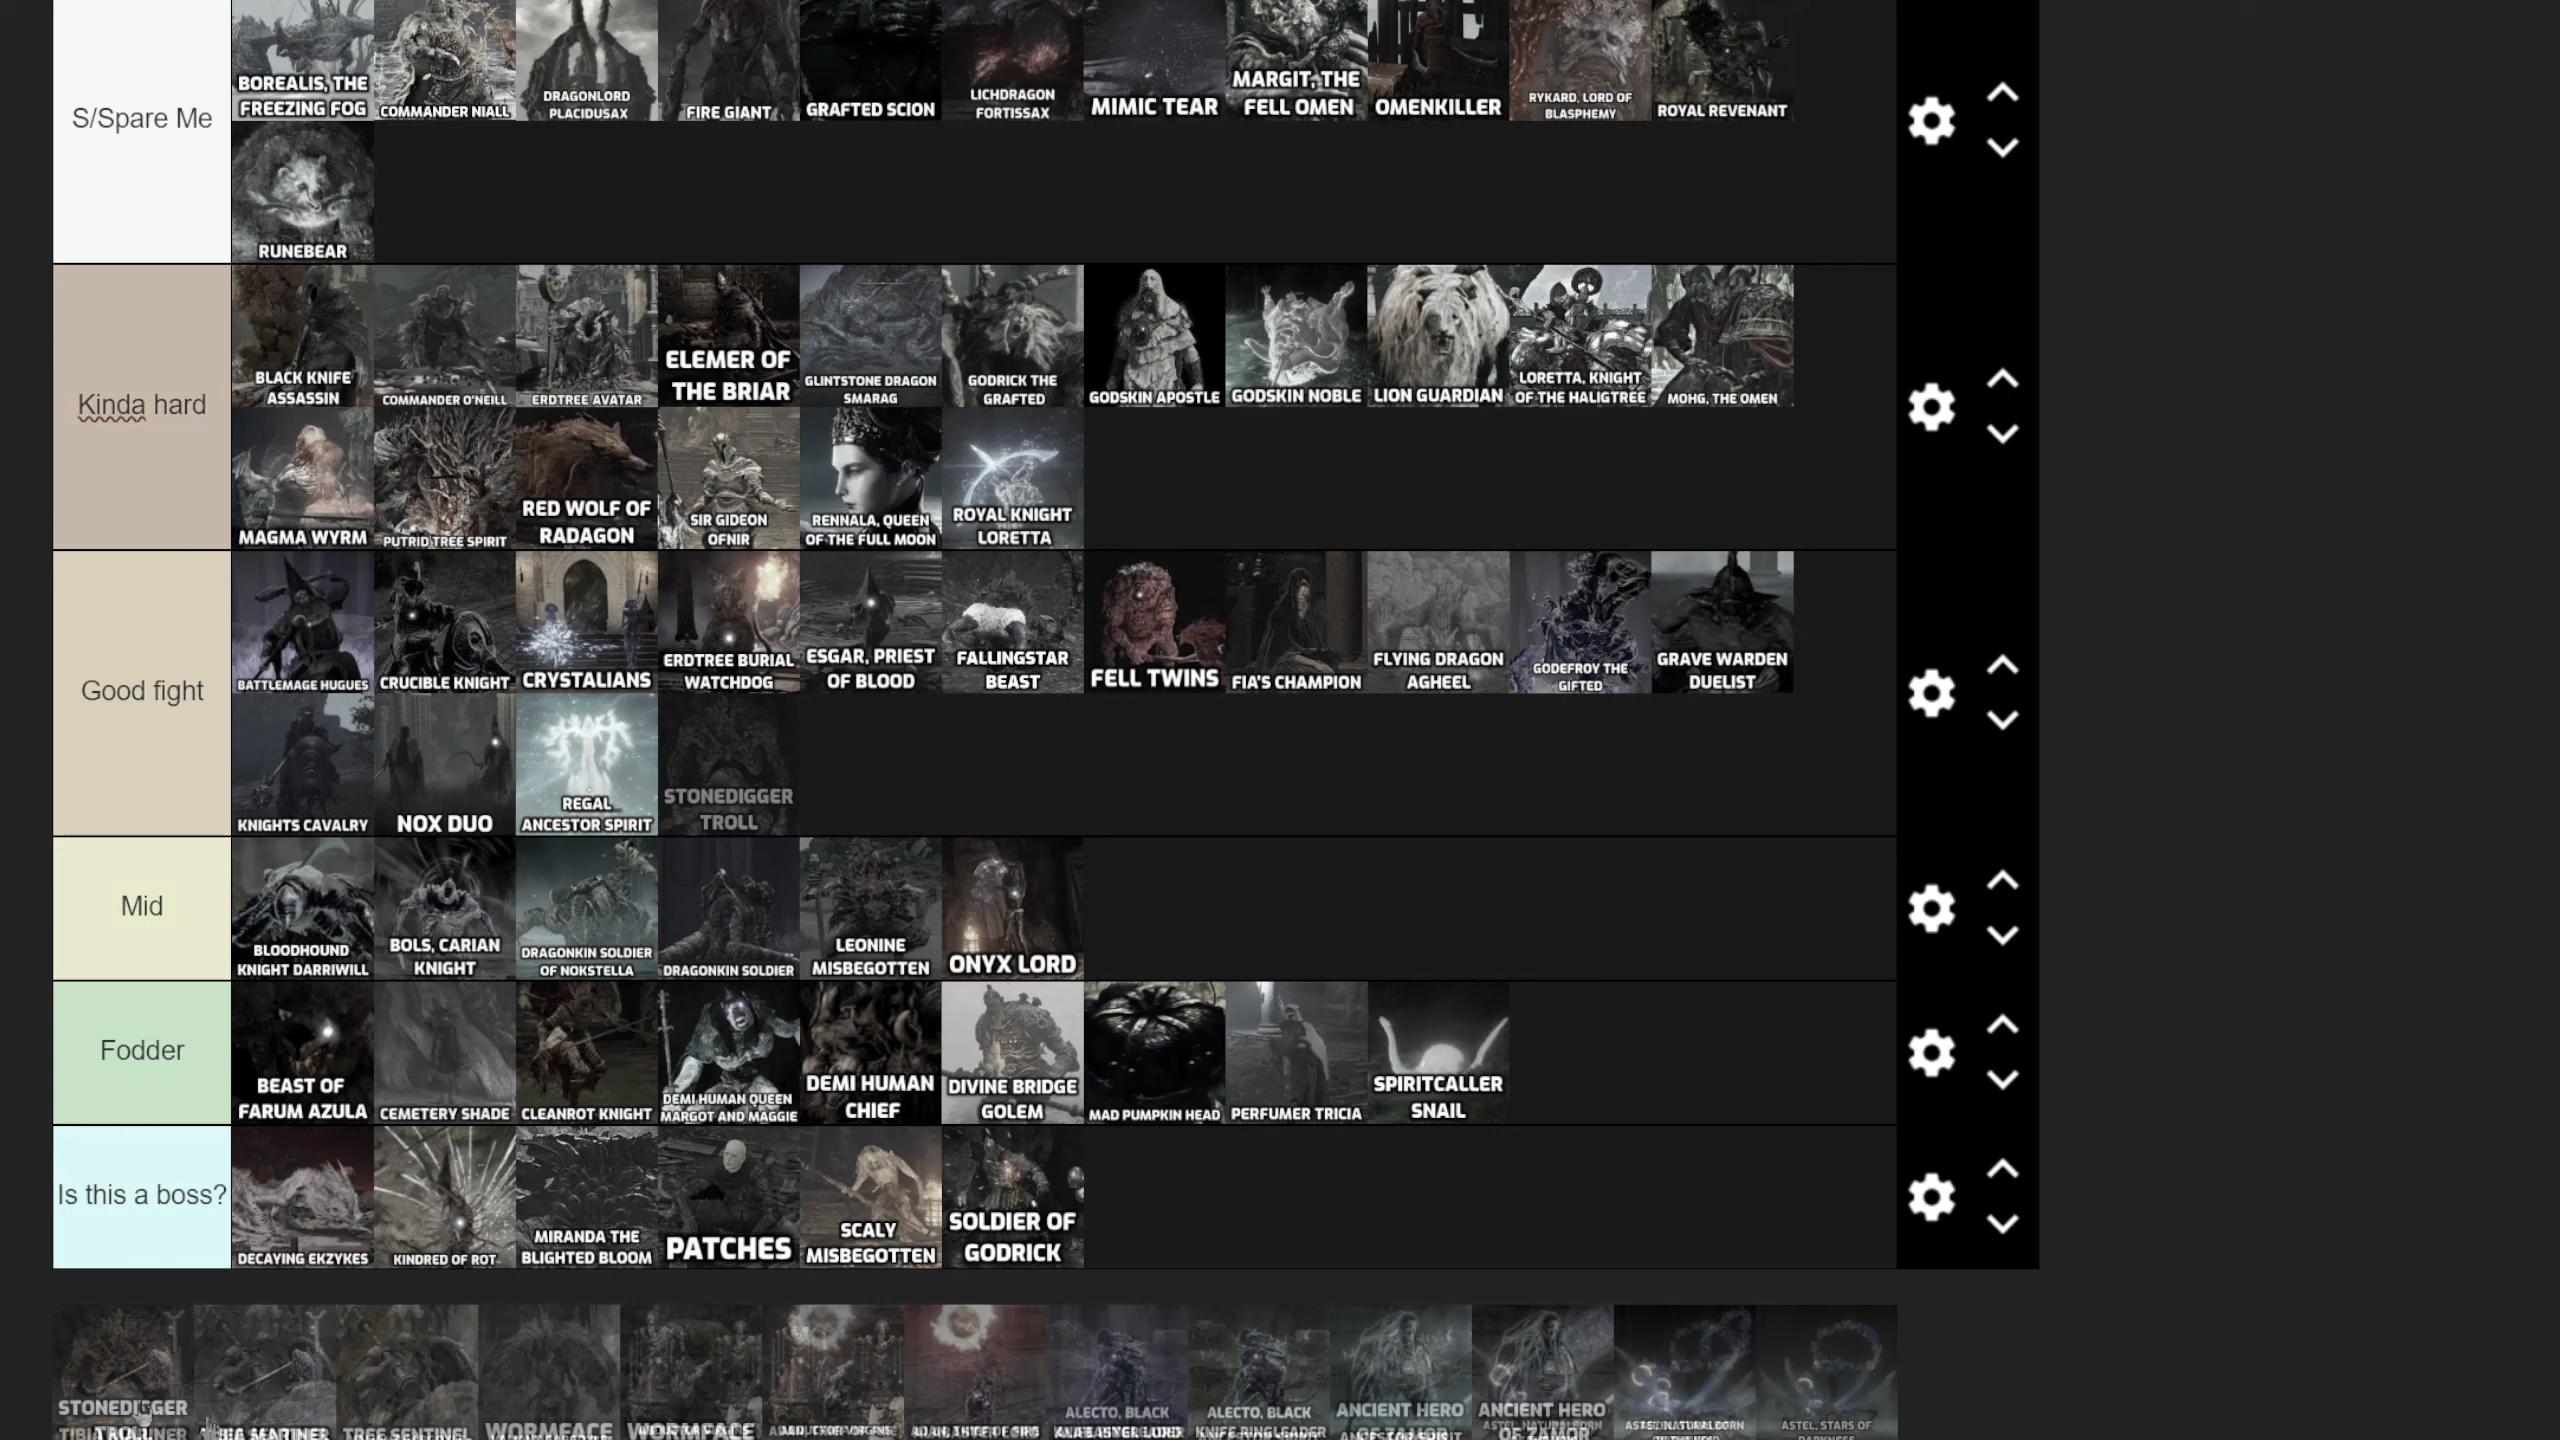 S/Spare Me
BOREALIS, THE
FREEZING FOG
COMMANDER NIALL
DRAGONLORD
PLACIDUSAX
FIRE GIANT
GRAFTED SCION
LICHDRAGON
FORTISSAX
MIMIC TEAR
MARGIT, THE
FELL OMEN
OMENKILLER
RYKARD, LORD OF
BLASPHEMY
ROYAL REVENANT
RUNEBEAR
Kinda hard
BLACK KNIFE
ASSASSIN
COMMANDER O'NEILL
ERDTREE AVATAR
ELEMER OF
THE BRIAR
GLINTSTONE DRAGON
SMARAG
GODRICK THE
GRAFTED
GODSKIN APOSTLE
GODSKIN NOBLE
LION GUARDIAN
LORETTA, KNIGHT
OF THE HALIGTREE
MOHG, THE OMEN
MAGMA WYRM
PUTRID TREE SPIRIT
RED WOLF OF
RADAGON
SIR GIDEON
OFNIR
RENNALA, QUEEN
OF THE FULL MOON
ROYAL KNIGHT
LORETTA
Good fight
BATTLEMAGE HUGUES
CRUCIBLE KNIGHT
CRYSTALIANS
ERDTREE BURIAL
WATCHDOG
ESGAR, PRIEST
OF BLOOD
FALLINGSTAR
BEAST
FELL TWINS
FIA'S CHAMPION
FLYING DRAGON
AGHEEL
GODEFROY THE
GIFTED
GRAVE WARDEN
DUELIST
KNIGHTS CAVALRY
NOX DUO
REGAL
ANCESTOR SPIRIT
STONEDIGGER
TROLL
Mid
BLOODHOUND
KNIGHT DARRIWILL
BOLS, CARIAN
KNIGHT
DRAGONKIN SOLDIER
OF NOKSTELLA
DRAGONKIN SOLDIER
LEONINE
MISBEGOTTEN
ONYX LORD
Fodder
BEAST OF
FARUM AZULA
CEMETERY SHADE
CLEANROT KNIGHT
DEMI HUMAN QUEEN
MARGOT AND MAGGIE
DEMI HUMAN
CHIEF
DIVINE BRIDGE
GOLEM
MAD PUMPKIN HEAD
PERFUMER TRICIA
SPIRITCALLER
SNAIL
Is this a boss?
DECAYING EKZYKES
KINDRED OF ROT
MIRANDA THE
BLIGHTED BLOOM
PATCHES
SCALY
MISBEGOTTEN
SOLDIER OF
GODRICK
STONEDIGGER
TROLL
TREE SENTINEL
WORMFACE
WORMFACE
ALECTO, BLACK
ALECTO, BLACK
KNIFE RINGLEADER
ANCIENT HERO
ANCIENT HERO
OF ZAMOR
ASTEL, STARS OF
DARKNESS